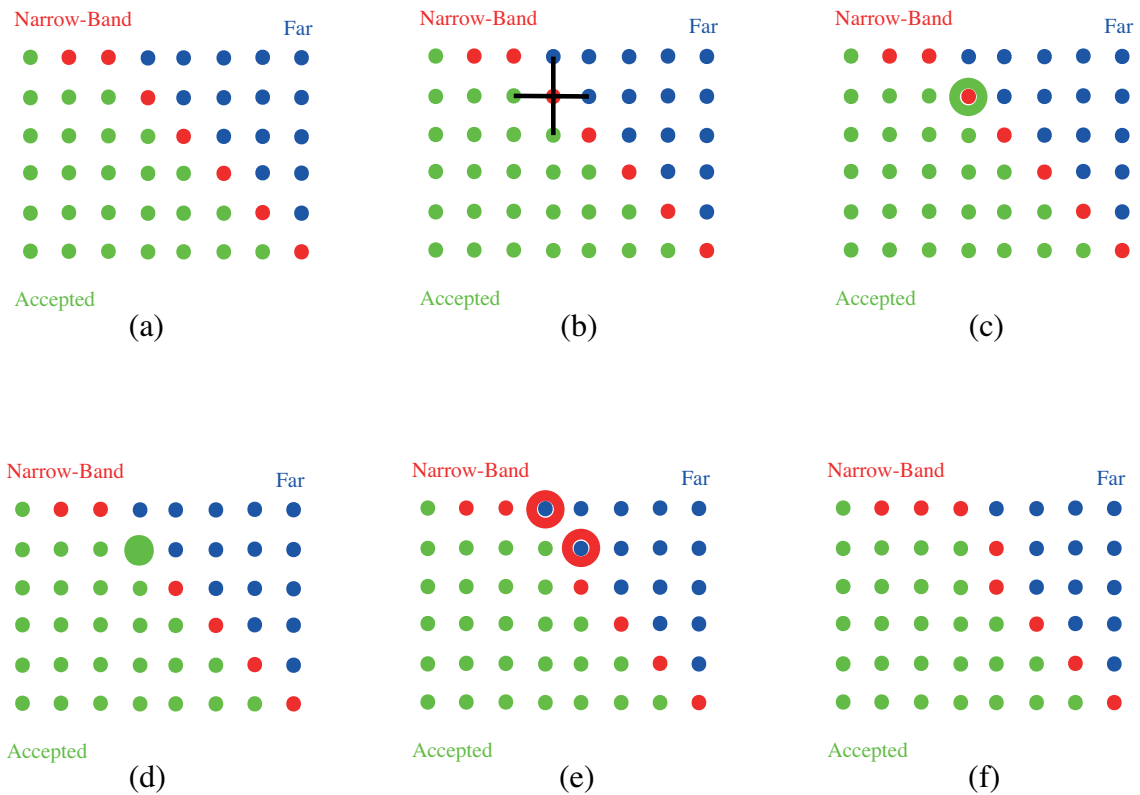 Narrow-Band
Far
Accepted
(a)
Narrow-Band
Far
Accepted
(b)
Narrow-Band
Far
Accepted
(c)
Narrow-Band
Far
Accepted
(d)
Narrow-Band
Far
Accepted
(e)
Narrow-Band
Far
Accepted
(f)